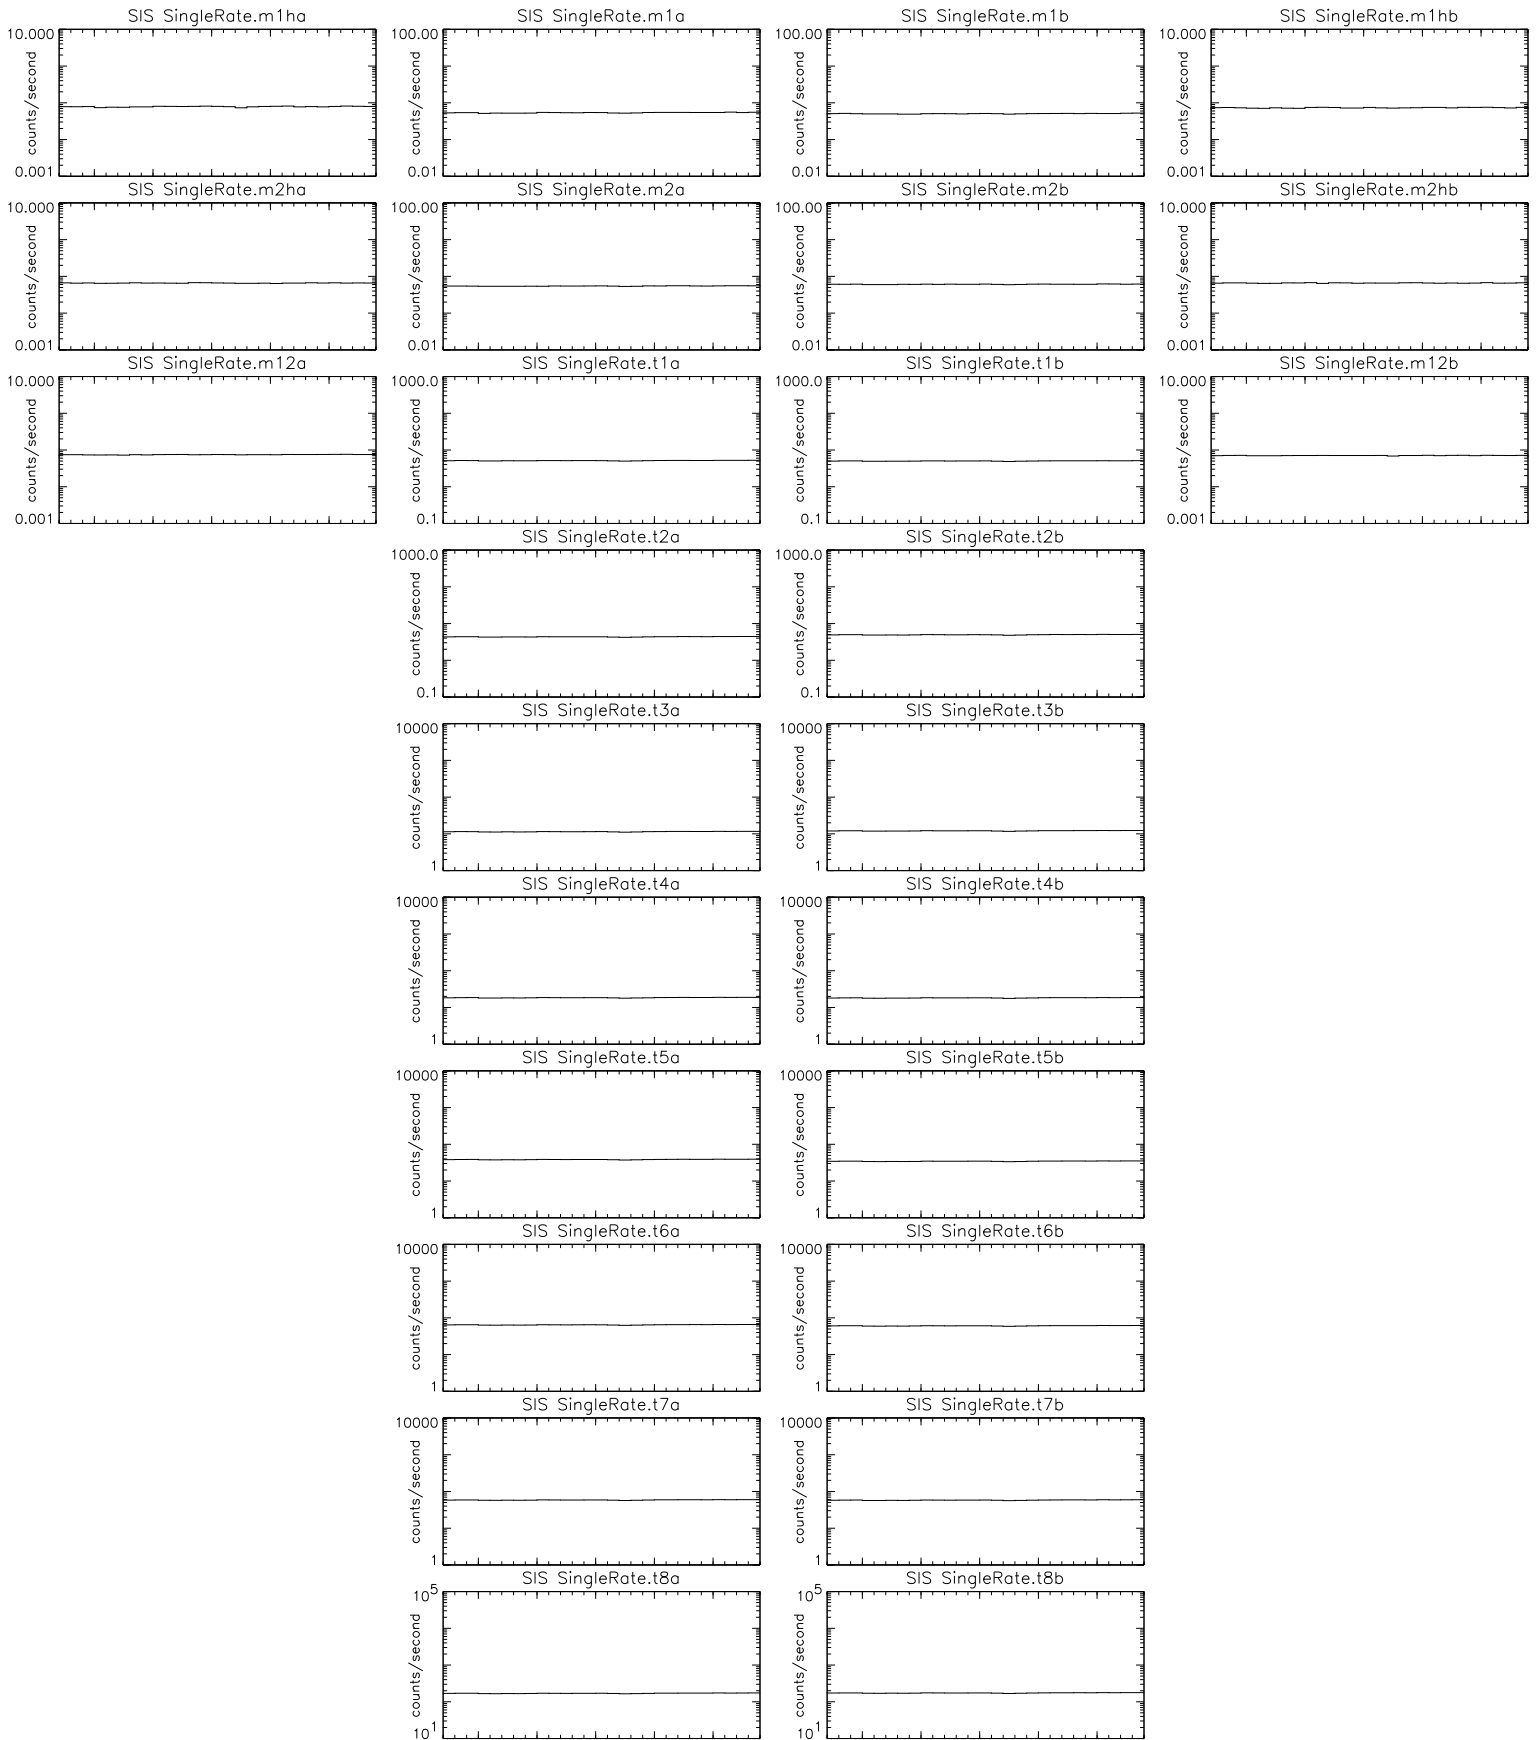 SIS SingleRate.m1ha
10.000
counts/second
0.001
SIS SingleRate.m1a
100.00
counts/second
0.01
SIS SingleRate.m1b
100.00
counts/second
0.01
SIS SingleRate.m1hb
10.000
counts/second
0.001
SIS SingleRate.m2ha
10.000
counts/second
0.001
SIS SingleRate.m2a
100.00
counts/second
0.01
SIS SingleRate.m2b
100.00
counts/second
0.01
SIS SingleRate.m2hb
10.000
counts/second
0.001
SIS SingleRate.m12a
10.000
counts/second
0.001
SIS SingleRate.t1a
1000.0
counts/second
0.1
SIS SingleRate.t1b
1000.0
counts/second
0.1
SIS SingleRate.m12b
10.000
counts/second
0.001
SIS SingleRate.t2a
1000.0
counts/second
0.1
SIS SingleRate.t2b
1000.0
counts/second
0.1
SIS SingleRate.t3a
10000
counts/second
1
SIS SingleRate.t3b
10000
counts/second
1
SIS SingleRate.t4a
10000
counts/second
1
SIS SingleRate.t4b
10000
counts/second
1
SIS SingleRate.t5a
10000
counts/second
1
SIS SingleRate.t5b
10000
counts/second
1
SIS SingleRate.t6a
10000
counts/second
1
SIS SingleRate.t6b
10000
counts/second
1
SIS SingleRate.t7a
10000
counts/second
1
SIS SingleRate.t7b
10000
counts/second
1
SIS SingleRate.t8a
10⁵
counts/second
10¹
SIS SingleRate.t8b
10⁵
counts/second
10¹